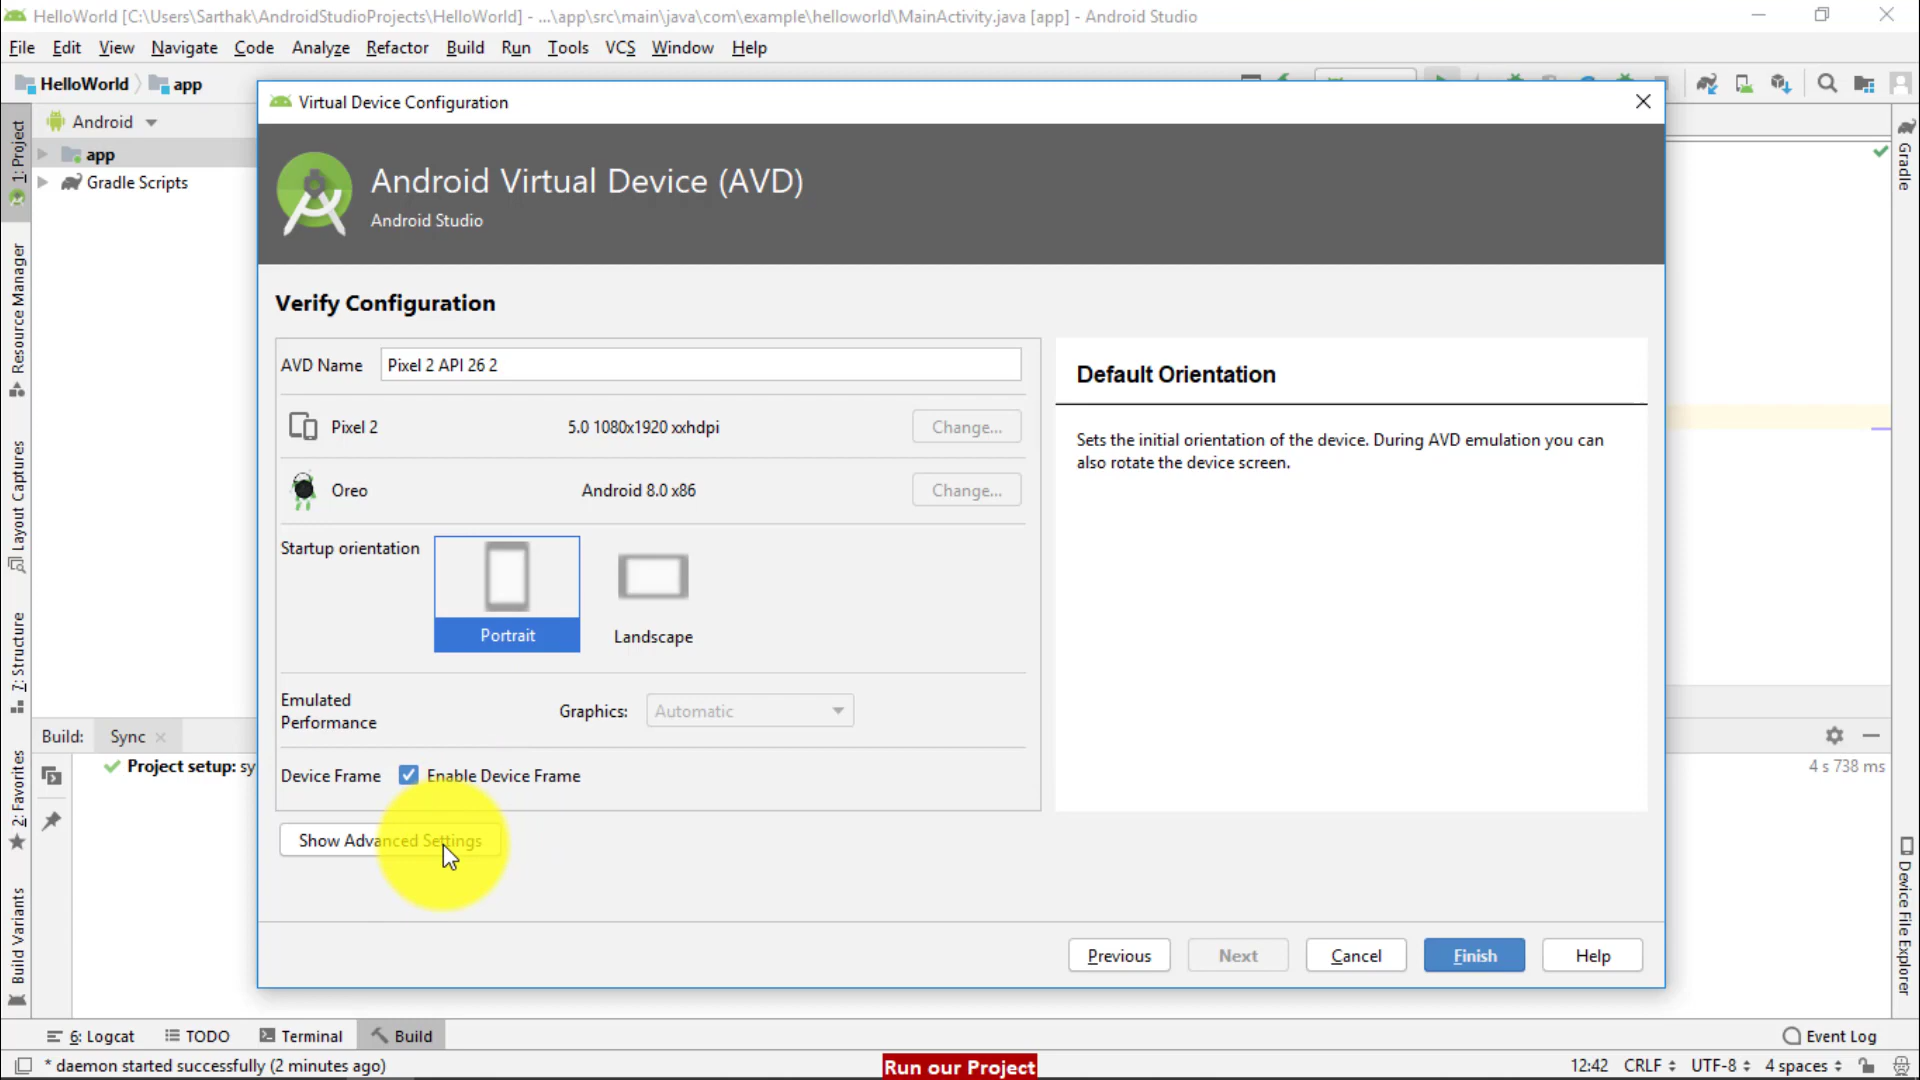 HelloWorld [C:\Users\Sarthak\AndroidStudioProjects\HelloWorld] - ...\app\src\main\java\com\example\helloworld\MainActivity.java [app] - Android Studio
File Edit View Navigate Code Analyze Refactor Build Run Tools VCS Window Help
HelloWorld app
Virtual Device Configuration
Android
app
Gradle Scripts
1: Project
Resource Manager
Layout Captures
7: Structure
2: Favorites
Build Variants
Gradle
Device File Explorer
Android Virtual Device (AVD)
Android Studio
Verify Configuration
AVD Name Pixel 2 API 26 2
Pixel 2 5.0 1080x1920 xxhdpi Change...
Oreo Android 8.0 x86 Change...
Startup orientation
Portrait Landscape
Emulated
Performance
Graphics: Automatic
Device Frame Enable Device Frame
Show Advanced Settings
Default Orientation
Sets the initial orientation of the device. During AVD emulation you can
also rotate the device screen.
Previous Next Cancel Finish Help
Build: Sync
Project setup: sy
4 s 738 ms
6: Logcat TODO Terminal Build Event Log
* daemon started successfully (2 minutes ago)
Run our Project
12:42 CRLF UTF-8 4 spaces